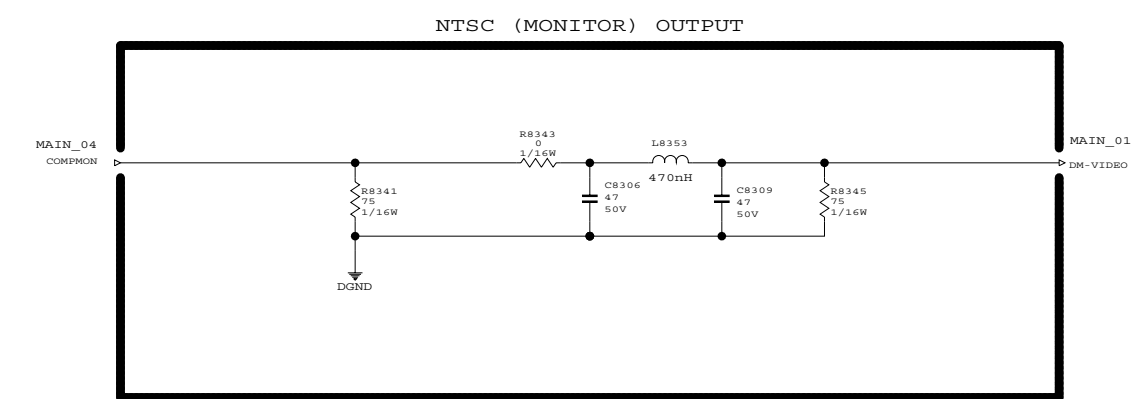 NTSC (MONITOR) OUTPUT
MAIN_04
COMPMON
R8343
0
1/16W
L8353
470nH
MAIN_01
DM-VIDEO
R8341
75
1/16W
C8306
47
50V
C8309
47
50V
R8345
75
1/16W
DGND